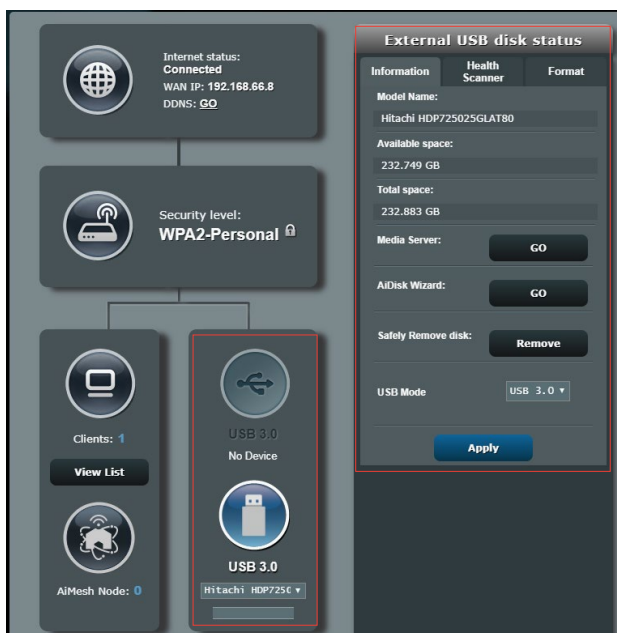 Internet status:
Connected
WAN IP: 192.168.66.8
DDNS: GO
Security level:
WPA2-Personal
Clients: 1
View List
AiMesh Node: 0
USB 3.0
No Device
USB 3.0
Hitachi HDP725C
External USB disk status
Information
Health
Scanner
Format
Model Name:
Hitachi HDP725025GLAT80
Available space:
232.749 GB
Total space:
232.883 GB
Media Server:
GO
AiDisk Wizard:
GO
Safely Remove disk:
Remove
USB Mode
USB 3.0
Apply